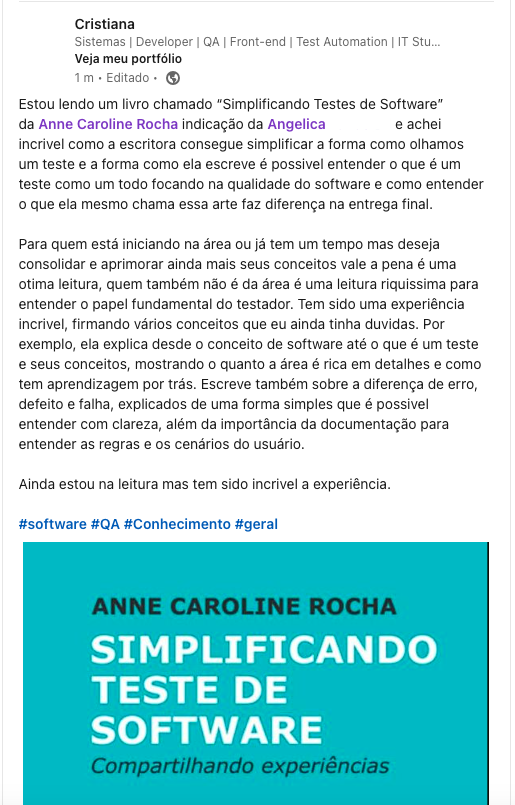 Cristiana
Sistemas | Developer | QA | Front-end | Test Automation | IT Stu...
Veja meu portfólio
1 m • Editado •
Estou lendo um livro chamado “Simplificando Testes de Software”
da Anne Caroline Rocha indicação da Angelica e achei
incrivel como a escritora consegue simplificar a forma como olhamos
um teste e a forma como ela escreve é possivel entender o que é um
teste como um todo focando na qualidade do software e como entender
o que ela mesmo chama essa arte faz diferença na entrega final.
Para quem está iniciando na área ou já tem um tempo mas deseja
consolidar e aprimorar ainda mais seus conceitos vale a pena é uma
otima leitura, quem também não é da área é uma leitura riquissima para
entender o papel fundamental do testador. Tem sido uma experiência
incrivel, firmando vários conceitos que eu ainda tinha duvidas. Por
exemplo, ela explica desde o conceito de software até o que é um teste
e seus conceitos, mostrando o quanto a área é rica em detalhes e como
tem aprendizagem por trás. Escreve também sobre a diferença de erro,
defeito e falha, explicados de uma forma simples que é possivel
entender com clareza, além da importância da documentação para
entender as regras e os cenários do usuário.
Ainda estou na leitura mas tem sido incrivel a experiência.
#software #QA #Conhecimento #geral
ANNE CAROLINE ROCHA
SIMPLIFICANDO
TESTE DE
SOFTWARE
Compartilhando experiências